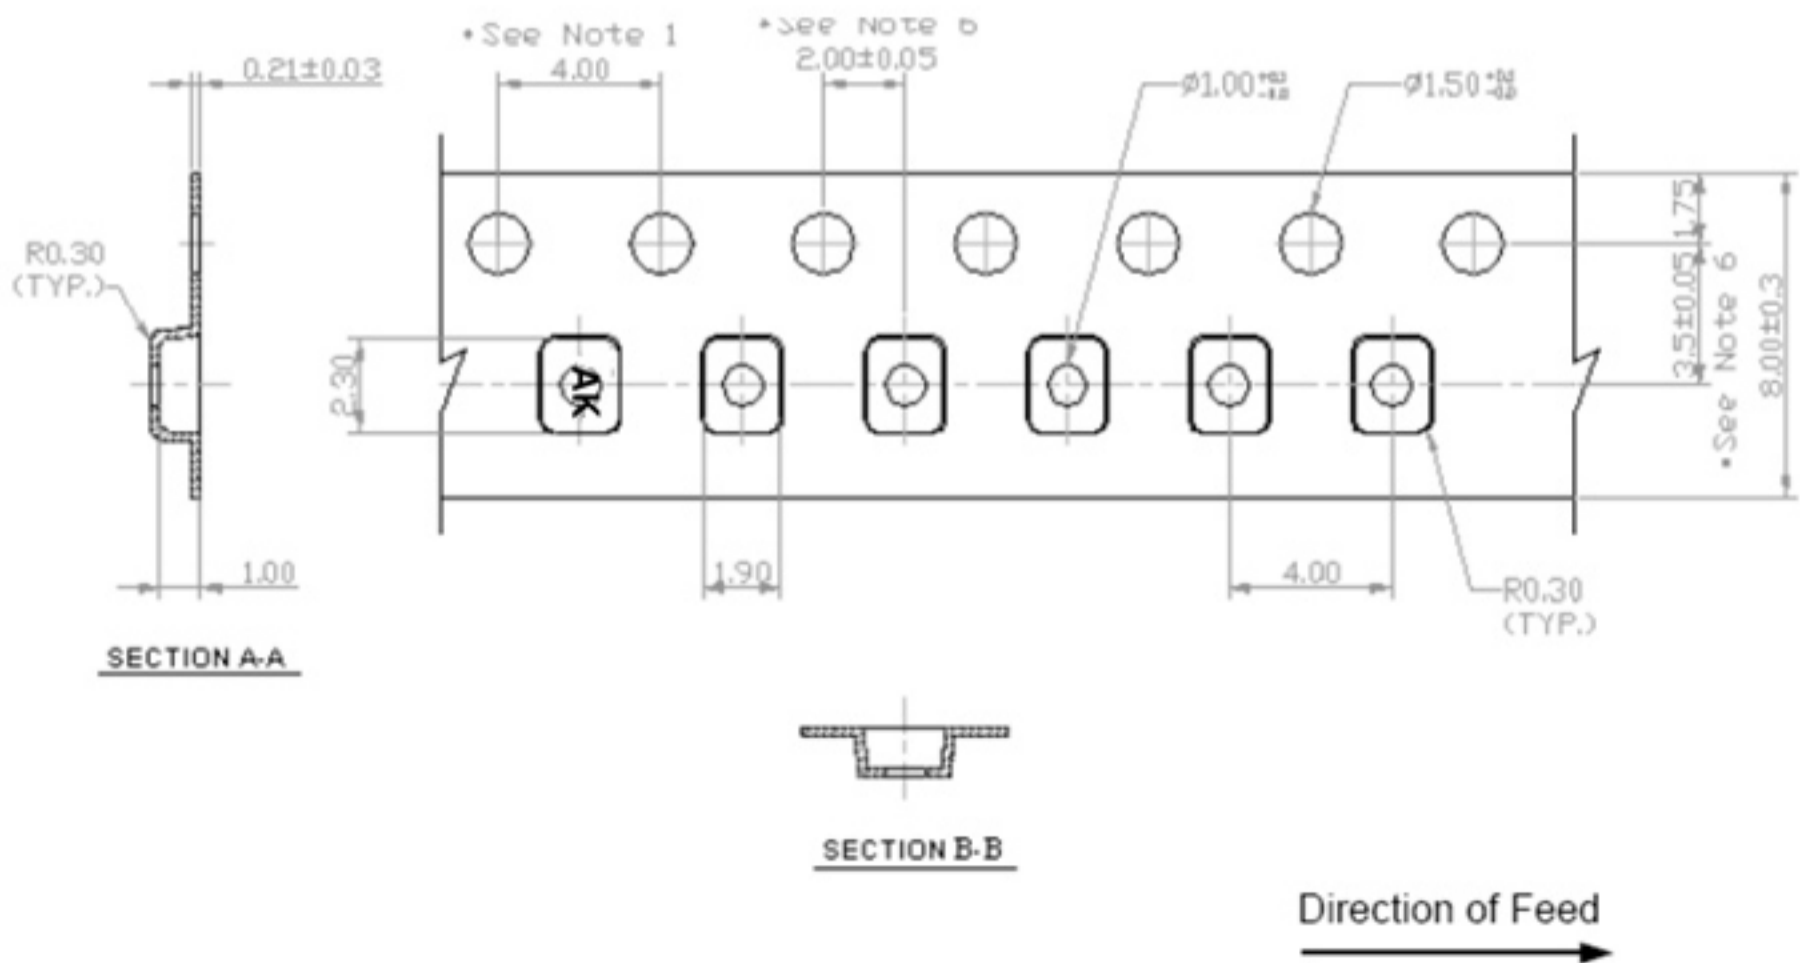 •See Note 1
•See Note 6
0.21±0.03
4.00
2.00±0.05
ø1.00
ø1.50
R0.30
(TYP.)
1.75
3.5±0.05
•See Note 6
8.00±0.3
2.30
AK
1.00
1.90
4.00
R0.30
(TYP.)
SECTION A-A
SECTION B-B
Direction of Feed